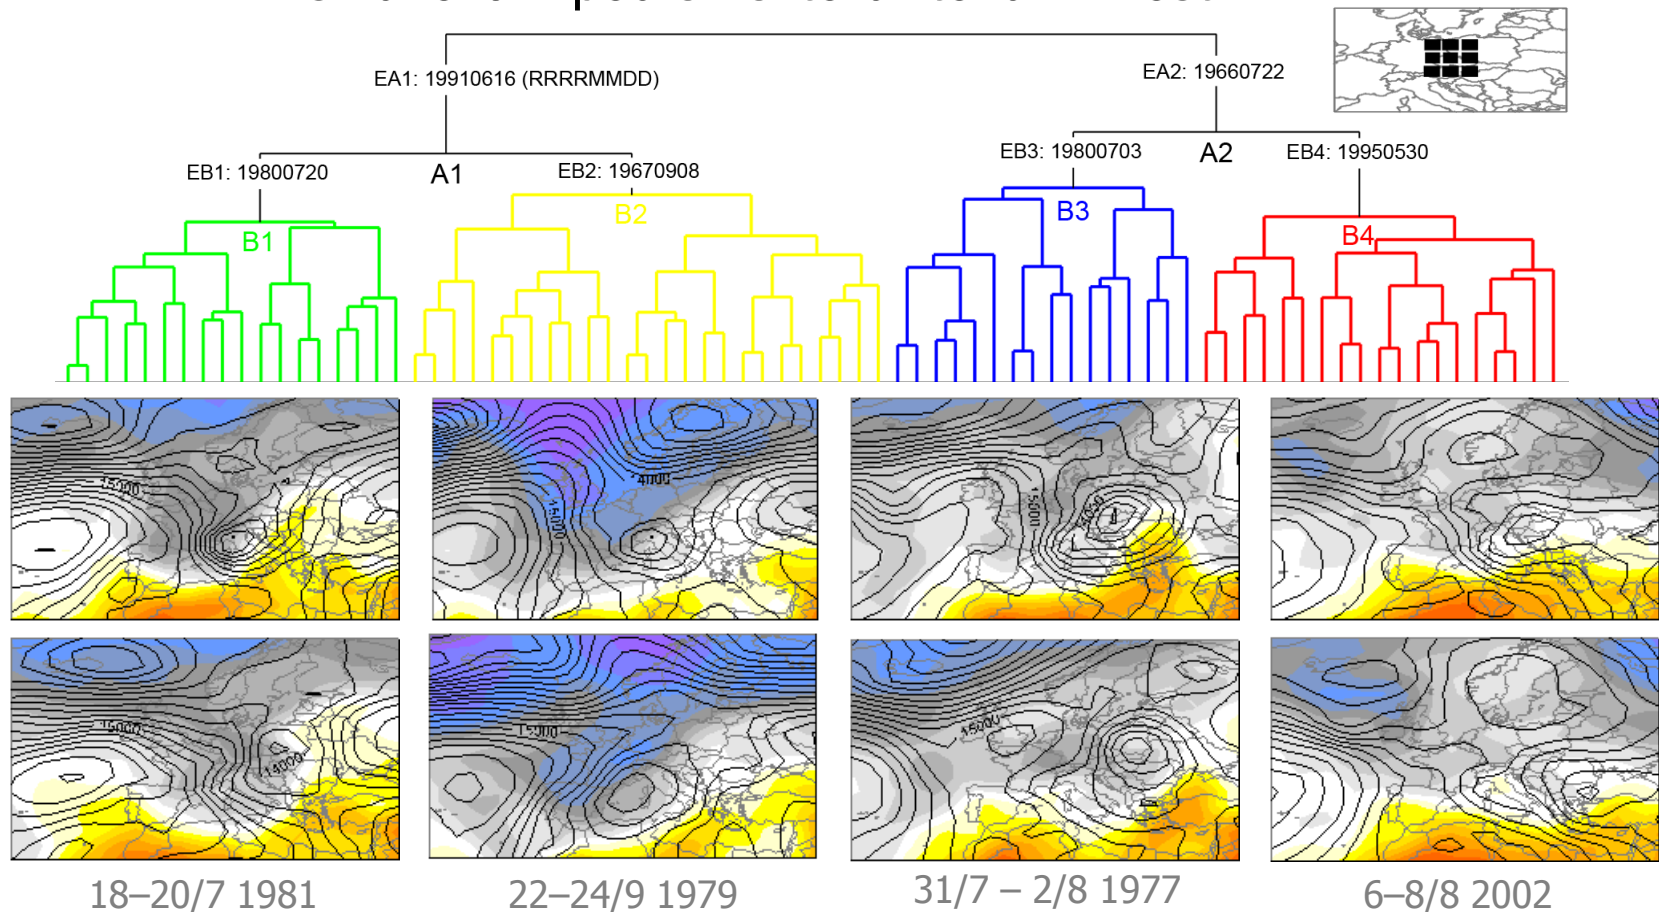 EA1: 19910616 (RRRRMMDD)
EA2: 19660722
EB1: 19800720
A1
EB2: 19670908
EB3: 19800703
A2
EB4: 19950530
B1
B2
B3
B4
15000
15000
4000
15000
15000
14000
15000
15000
18–20/7 1981
22–24/9 1979
31/7 – 2/8 1977
6–8/8 2002